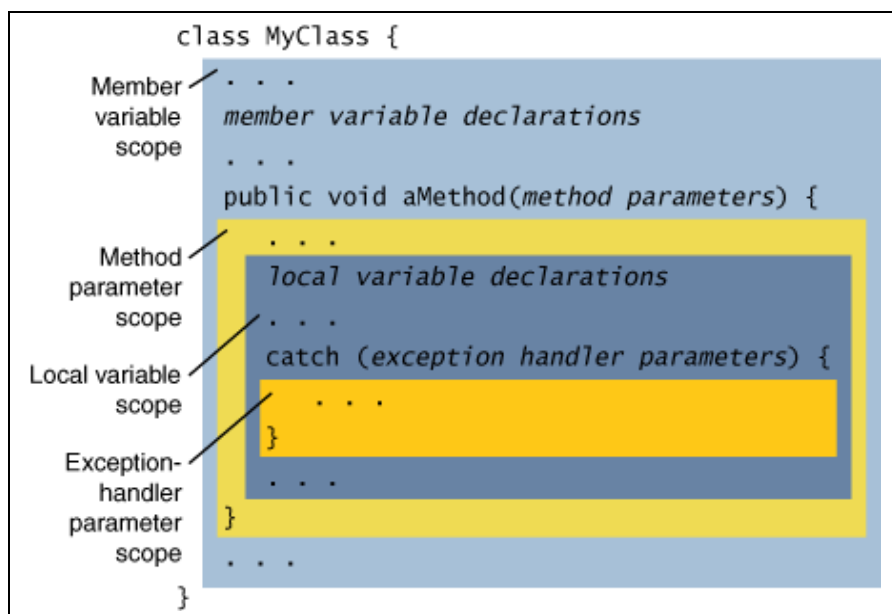 class MyClass {
Member
variable
scope
. . .
member variable declarations
. . .
public void aMethod(method parameters) {
Method
parameter
scope
. . .
local variable declarations
Local variable
scope
. . .
catch (exception handler parameters) {
Exception-
handler
parameter
scope
. . .
}
. . .
}
. . .
}